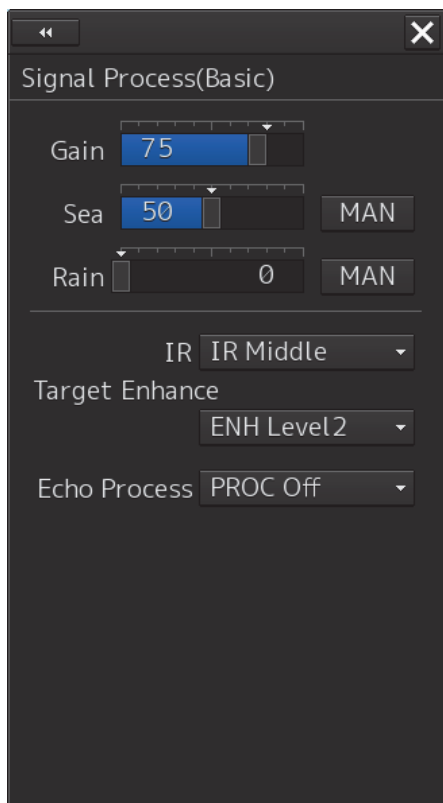 Signal Process(Basic)
Gain 75
Sea 50 MAN
Rain 0 MAN
IR IR Middle
Target Enhance
ENH Level2
Echo Process PROC Off